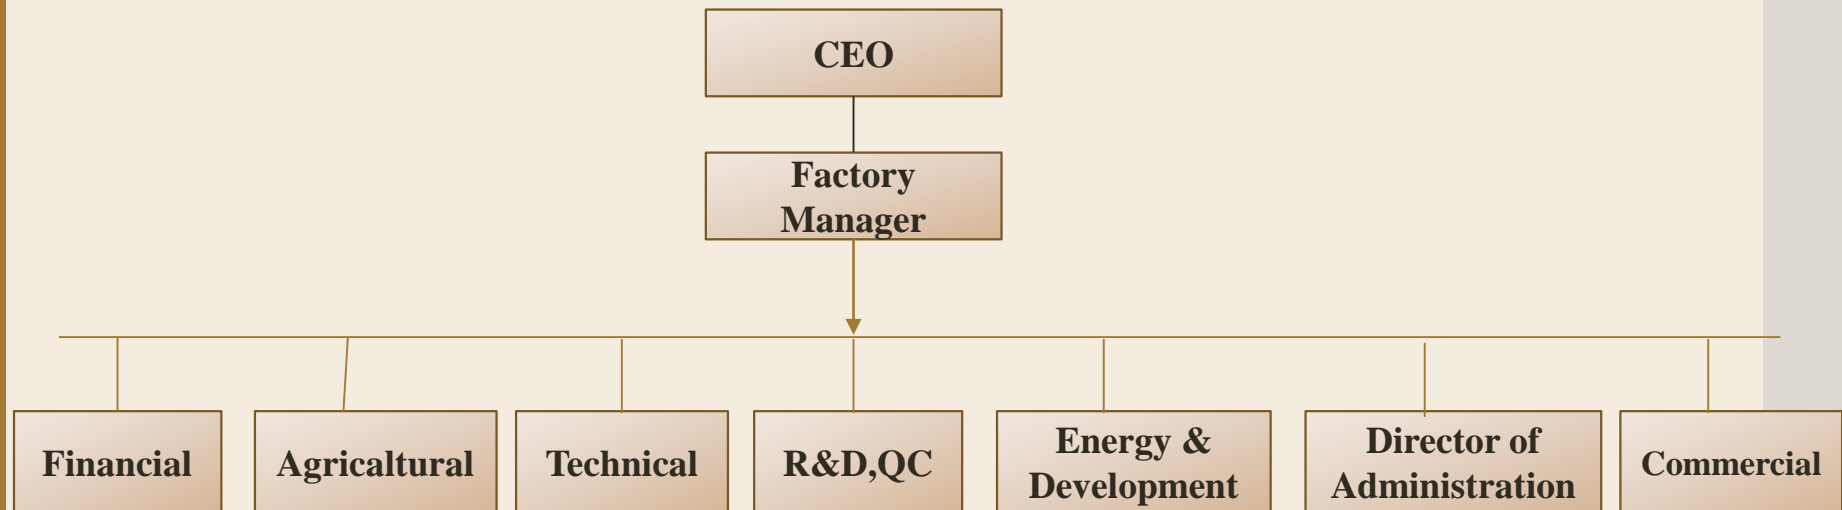 CEO
Factory
Manager
Financial
Agricaltural
Technical
R&D,QC
Energy &
Development
Director of
Administration
Commercial